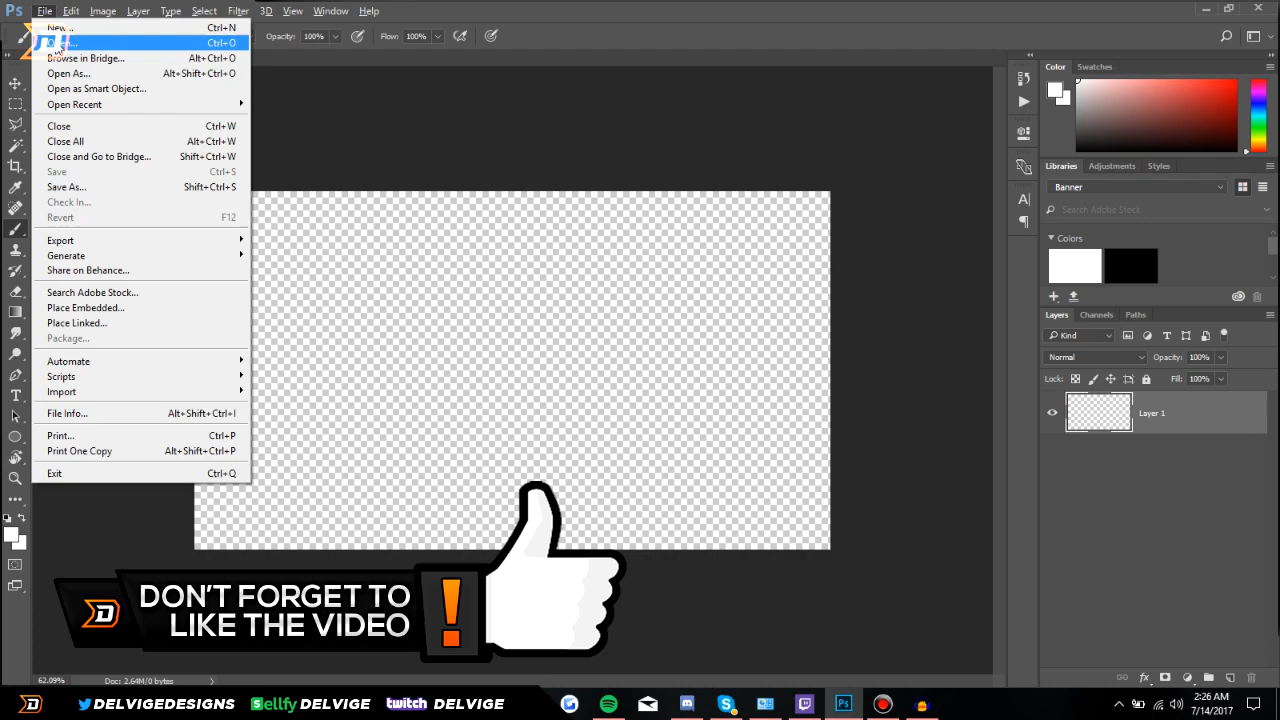 Ps File Edit Image Layer Type Select Filter 3D View Window Help
New... Ctrl+N
Ctrl+O
Browse in Bridge... Alt+Ctrl+O
Open As... Alt+Shift+Ctrl+O
Open as Smart Object...
Open Recent
Close Ctrl+W
Close All Alt+Ctrl+W
Close and Go to Bridge... Shift+Ctrl+W
Save Ctrl+S
Save As... Shift+Ctrl+S
Check In...
Revert F12
Export
Generate
Share on Behance...
Search Adobe Stock...
Place Embedded...
Place Linked...
Package...
Automate
Scripts
Import
File Info... Alt+Shift+Ctrl+I
Print... Ctrl+P
Print One Copy Alt+Shift+Ctrl+P
Exit Ctrl+Q
Opacity: 100% Flow: 100%
Color Swatches
Libraries Adjustments Styles
Banner
Search Adobe Stock
Colors
Layers Channels Paths
Kind
Normal Opacity: 100%
Lock: Fill: 100%
Layer 1
DON'T FORGET TO
LIKE THE VIDEO
!
62.09% Doc: 2.64M/0 bytes
DELVIGEDESIGNS Sellfy DELVIGE twitch DELVIGE
Ps
2:26 AM
7/14/2017